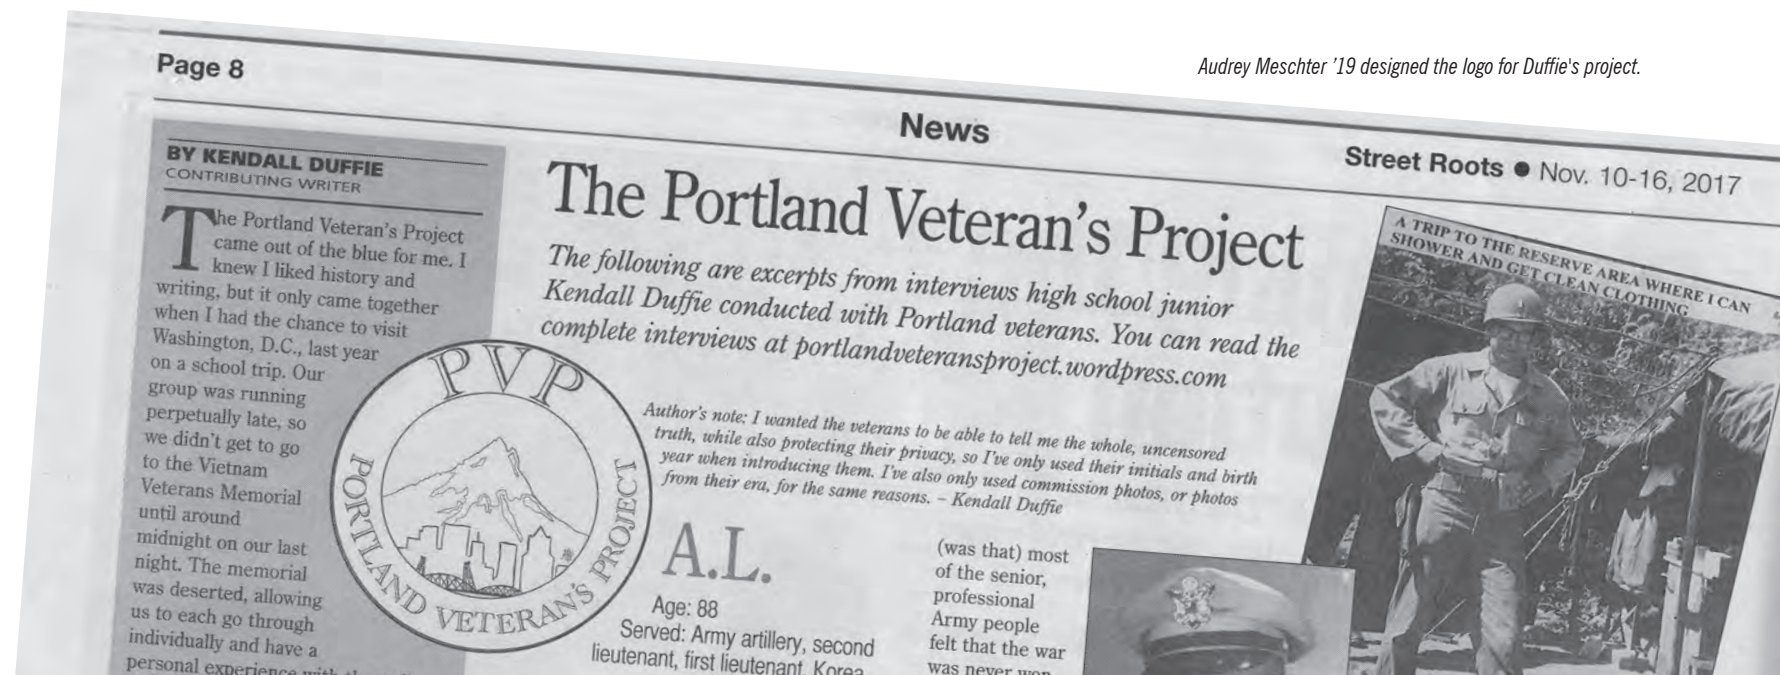 Audrey Meschter ’19 designed the logo for Duffie's project.
Page 8
News
Street Roots ● Nov. 10-16, 2017
BY KENDALL DUFFIE
CONTRIBUTING WRITER
The Portland Veteran’s Project
came out of the blue for me. I
knew I liked history and
writing, but it only came together
when I had the chance to visit
Washington, D.C., last year
on a school trip. Our
group was running
perpetually late, so
we didn’t get to go
to the Vietnam
Veterans Memorial
until around
midnight on our last
night. The memorial
was deserted, allowing
us to each go through
individually and have a
personal experience with
PVP
PORTLAND VETERAN'S PROJECT
The Portland Veteran’s Project
The following are excerpts from interviews high school junior
Kendall Duffie conducted with Portland veterans. You can read the
complete interviews at portlandveteransproject.wordpress.com
Author’s note: I wanted the veterans to be able to tell me the whole, uncensored
truth, while also protecting their privacy, so I’ve only used their initials and birth
year when introducing them. I’ve also only used commission photos, or photos
from their era, for the same reasons. – Kendall Duffie
A.L.
Age: 88
Served: Army artillery, second
lieutenant, first lieutenant, Korea
(was that) most
of the senior,
professional
Army people
felt that the war
was never won
A TRIP TO THE RESERVE AREA WHERE I CAN
SHOWER AND GET CLEAN CLOTHING